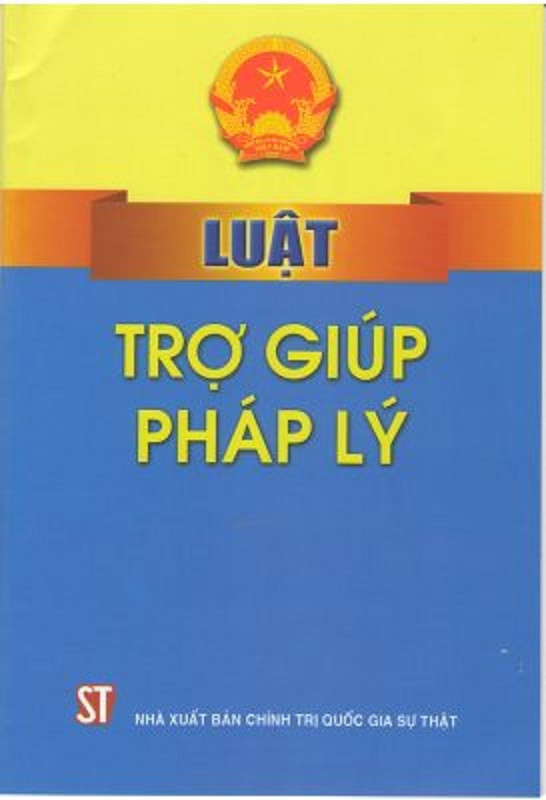 LUẬT
TRỢ GIÚP
PHÁP LÝ
ST
NHÀ XUẤT BẢN CHÍNH TRỊ QUỐC GIA SỰ THẬT